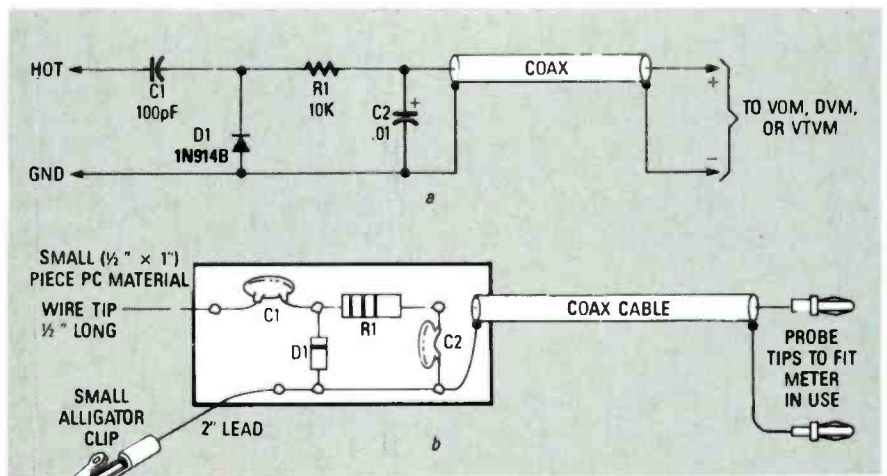 HOT
C1
100pF
D1
1N914B
R1
10K
C2
.01
+
COAX
+
−
TO VOM, DVM,
OR VTVM
GND
a
SMALL (½" × 1")
PIECE PC MATERIAL
WIRE TIP
½" LONG
C1
R1
D1
C2
COAX CABLE
PROBE
TIPS TO FIT
METER
IN USE
SMALL
ALLIGATOR
CLIP
2" LEAD
b